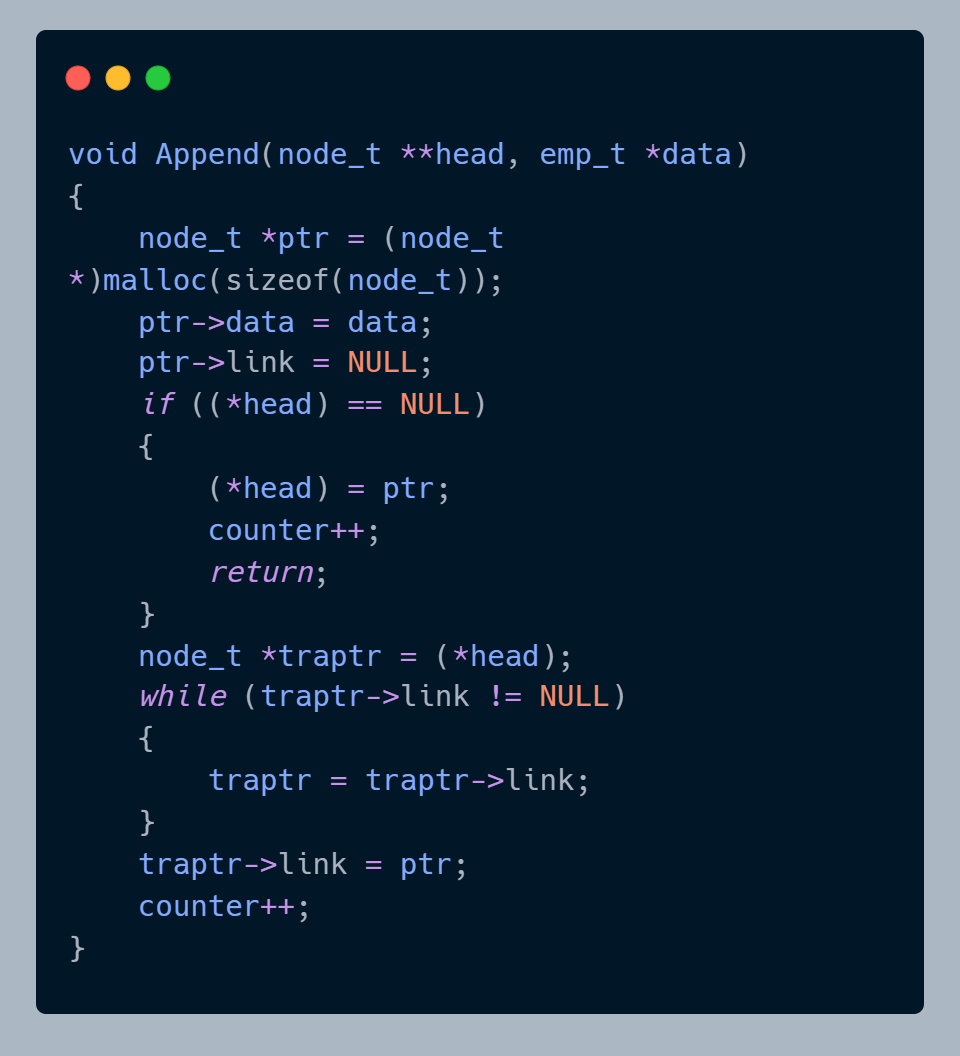 void Append(node_t **head, emp_t *data)
{
    node_t *ptr = (node_t
*)malloc(sizeof(node_t));
    ptr->data = data;
    ptr->link = NULL;
    if ((*head) == NULL)
    {
        (*head) = ptr;
        counter++;
        return;
    }
    node_t *traptr = (*head);
    while (traptr->link != NULL)
    {
        traptr = traptr->link;
    }
    traptr->link = ptr;
    counter++;
}